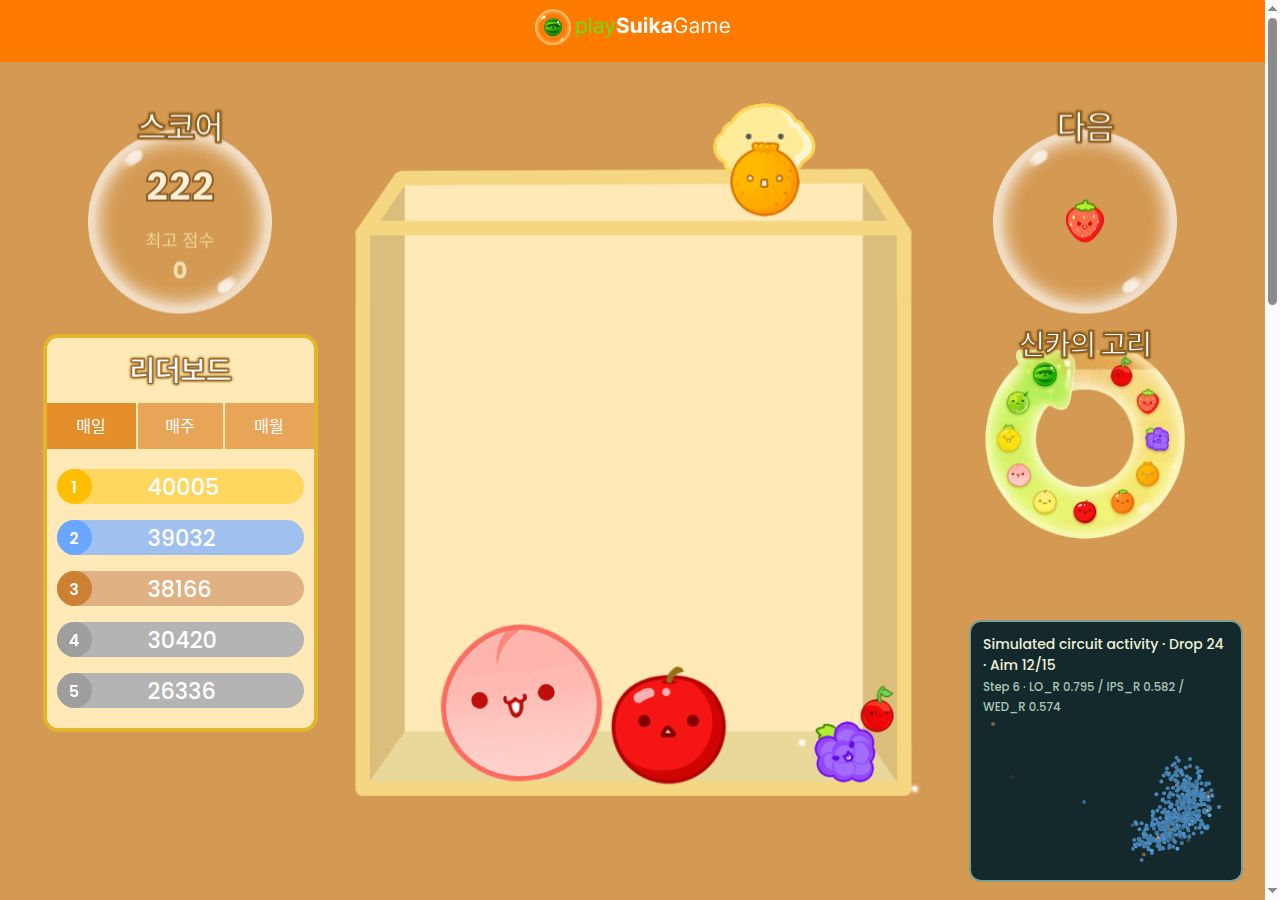 playSuikaGame
스코어
222
최고 점수
0
리더보드
매일 매주 매월
1 40005
2 39032
3 38166
4 30420
5 26336
다음
신카의 고리
Simulated circuit activity · Drop 24
· Aim 12/15
Step 6 · LO_R 0.795 / IPS_R 0.582 /
WED_R 0.574